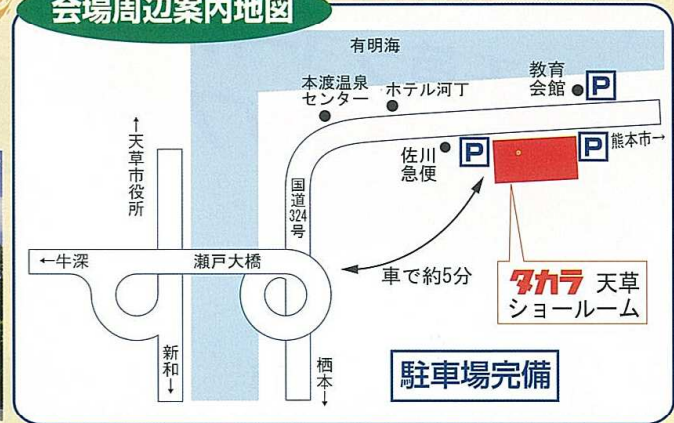 会場周辺案内地図
有明海
本渡温泉
センター
ホテル河丁
教育
会館
P
←天草市役所
国道324号
佐川
急便
P
P
熊本市→
←牛深
瀬戸大橋
車で約5分
タカラ 天草
ショールーム
新和→
栖本→
駐車場完備